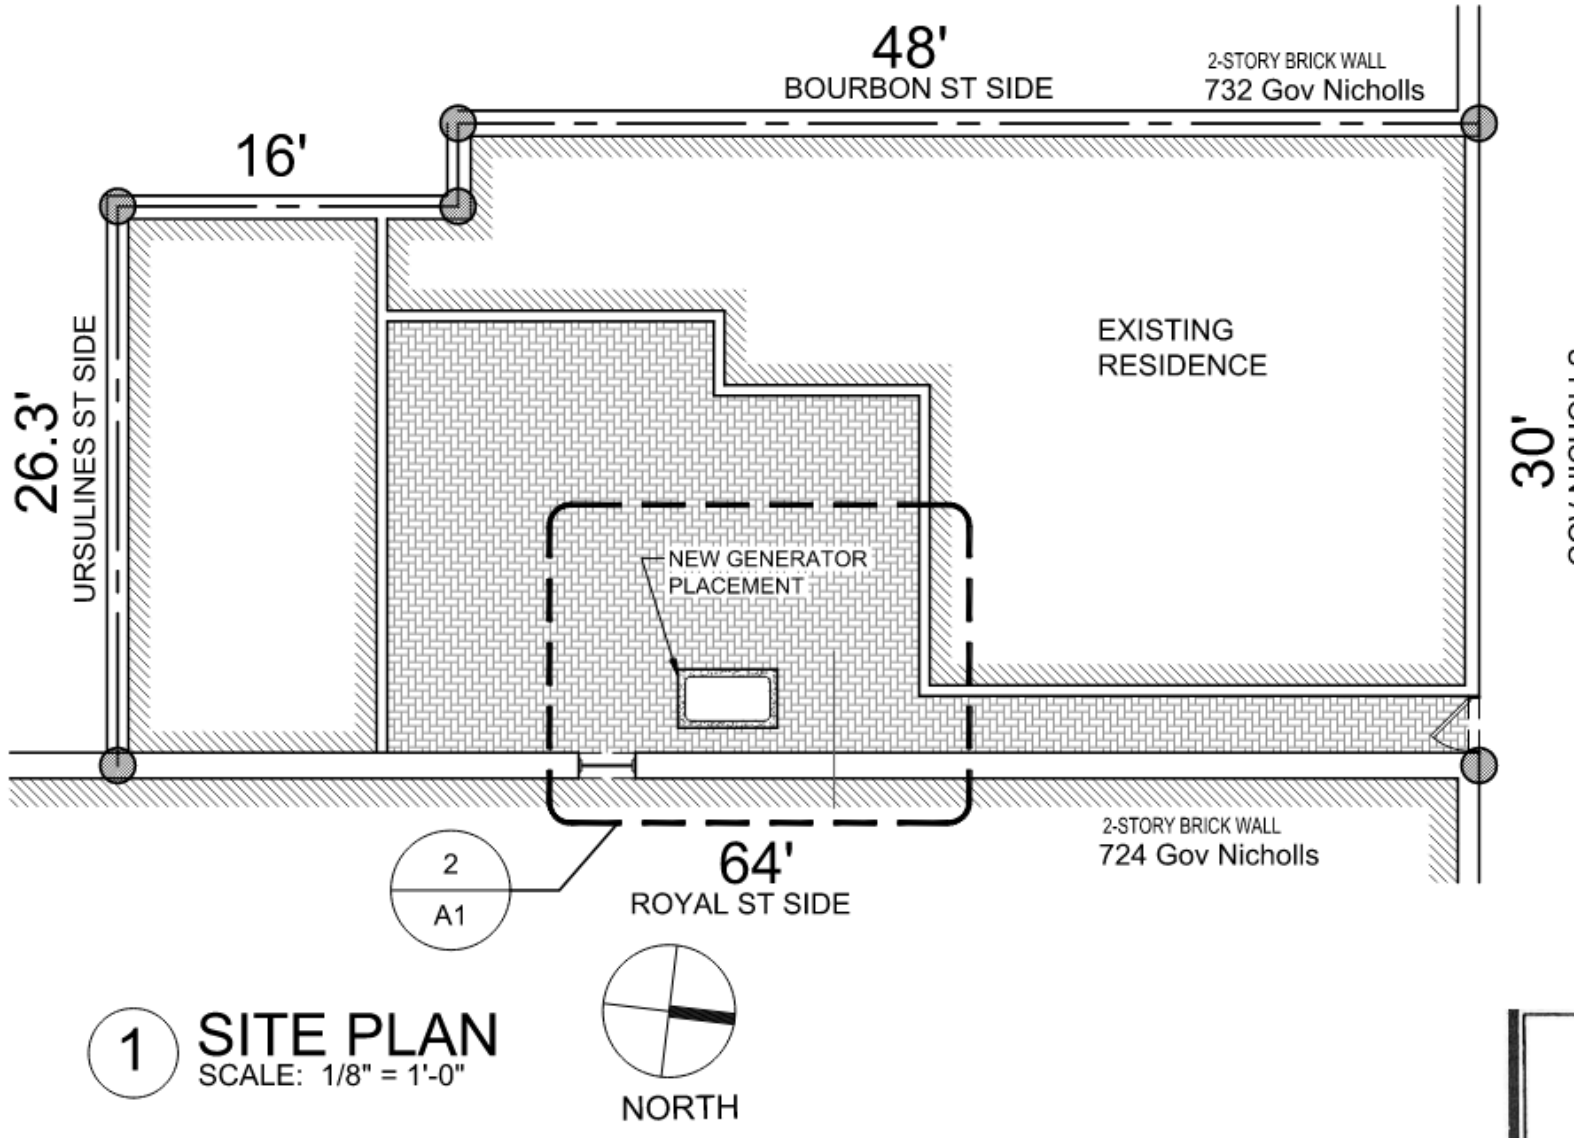 48'
BOURBON ST SIDE
2-STORY BRICK WALL
732 Gov Nicholls
16'
26.3'
URSULINES ST SIDE
EXISTING
RESIDENCE
30'
NEW GENERATOR
PLACEMENT
2
A1
64'
ROYAL ST SIDE
2-STORY BRICK WALL
724 Gov Nicholls
1
SITE PLAN
SCALE: 1/8" = 1'-0"
NORTH